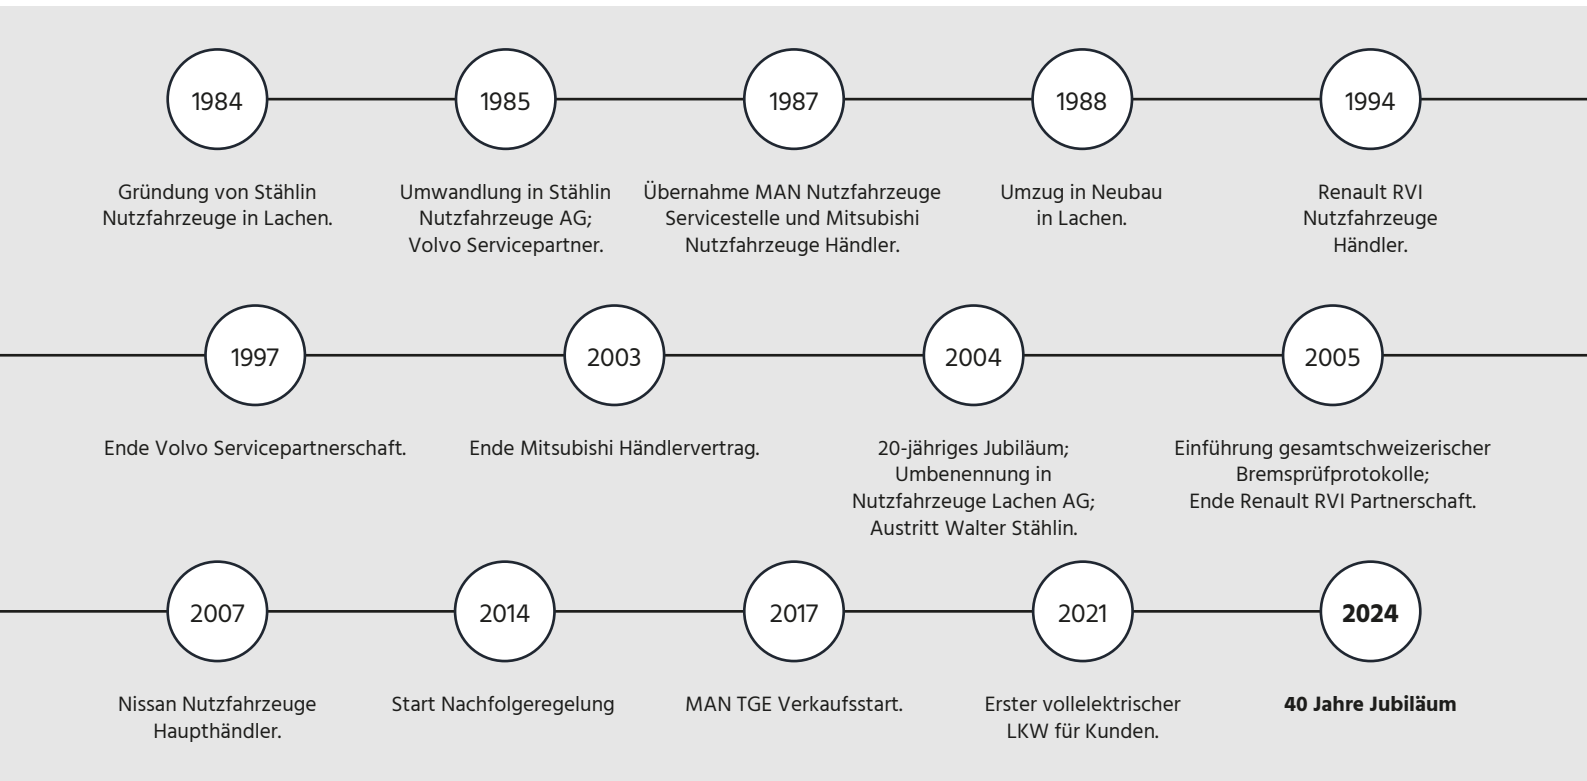 1984
Gründung von Stählin
Nutzfahrzeuge in Lachen.
1985
Umwandlung in Stählin
Nutzfahrzeuge AG;
Volvo Servicepartner.
1987
Übernahme MAN Nutzfahrzeuge
Servicestelle und Mitsubishi
Nutzfahrzeuge Händler.
1988
Umzug in Neubau
in Lachen.
1994
Renault RVI
Nutzfahrzeuge
Händler.
1997
Ende Volvo Servicepartnerschaft.
2003
Ende Mitsubishi Händlervertrag.
2004
20-jähriges Jubiläum;
Umbenennung in
Nutzfahrzeuge Lachen AG;
Austritt Walter Stählin.
2005
Einführung gesamtschweizerischer
Bremsprüfprotokolle;
Ende Renault RVI Partnerschaft.
2007
Nissan Nutzfahrzeuge
Haupthändler.
2014
Start Nachfolgeregelung
2017
MAN TGE Verkaufsstart.
2021
Erster vollelektrischer
LKW für Kunden.
2024
40 Jahre Jubiläum